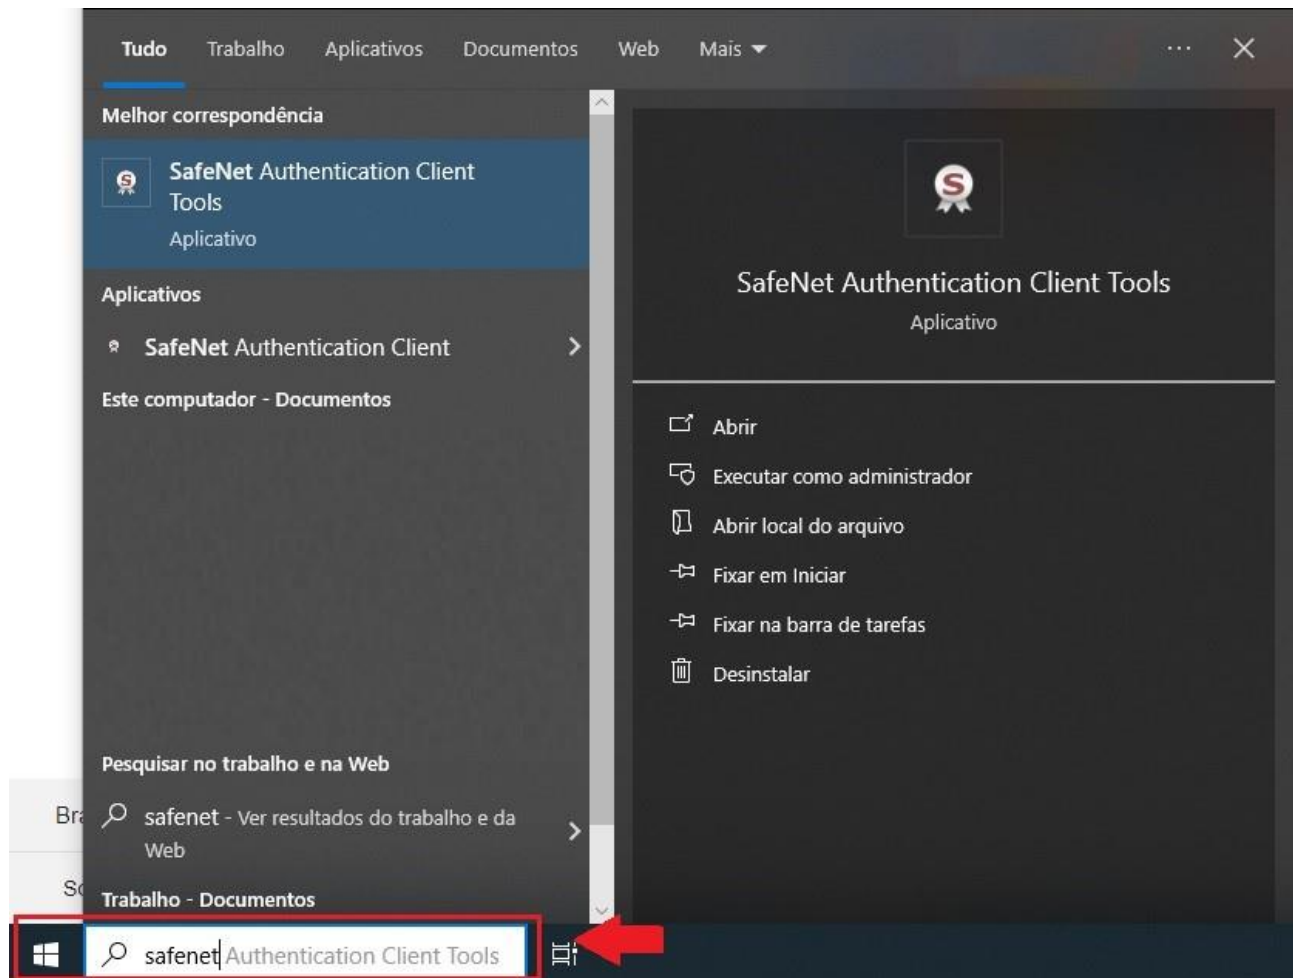 Tudo Trabalho Aplicativos Documentos Web Mais
Melhor correspondência
SafeNet Authentication Client
Tools
Aplicativo
Aplicativos
SafeNet Authentication Client
Este computador - Documentos
Pesquisar no trabalho e na Web
safenet - Ver resultados do trabalho e da
Web
Trabalho - Documentos
safenet Authentication Client Tools
S
SafeNet Authentication Client Tools
Aplicativo
Abrir
Executar como administrador
Abrir local do arquivo
Fixar em Iniciar
Fixar na barra de tarefas
Desinstalar
Bra